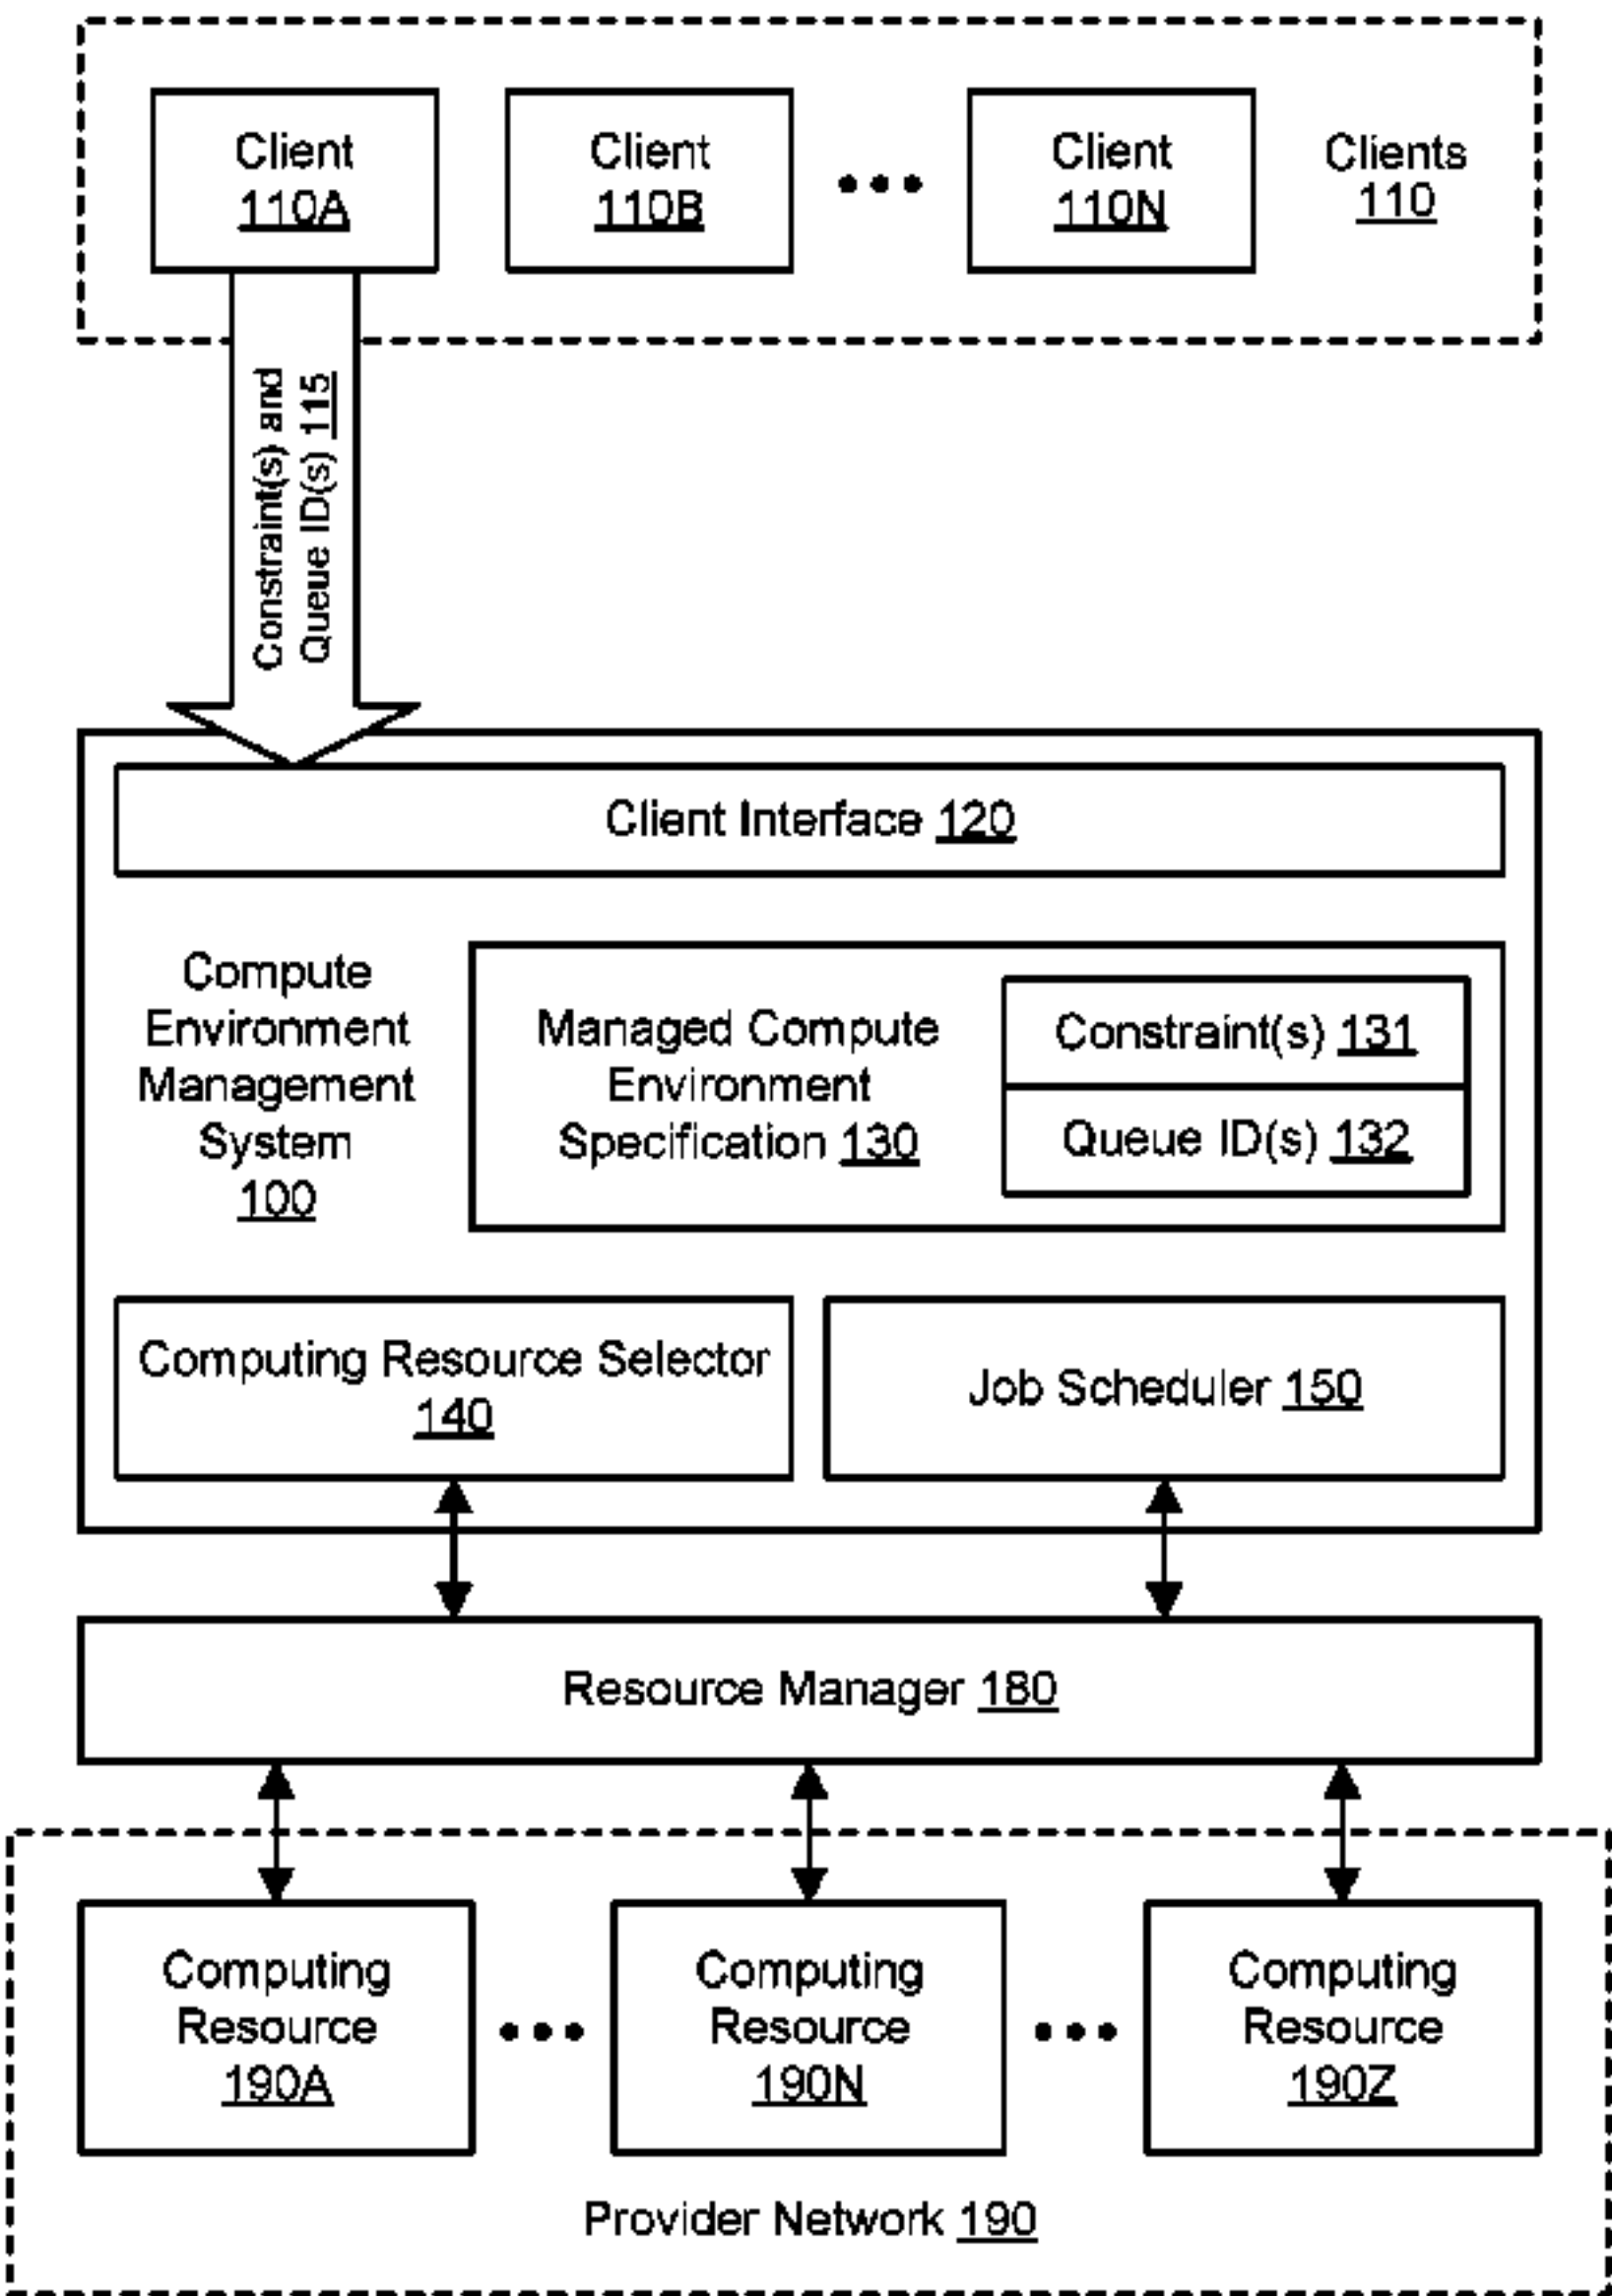 Client
110A
Client
110B
Client
110N
Clients
110
Constraint(s) and
Queue ID(s) 115
Client Interface 120
Compute
Environment
Management
System
100
Managed Compute
Environment
Specification 130
Constraint(s) 131
Queue ID(s) 132
Computing Resource Selector
140
Job Scheduler 150
Resource Manager 180
Computing
Resource
190A
Computing
Resource
190N
Computing
Resource
190Z
Provider Network 190